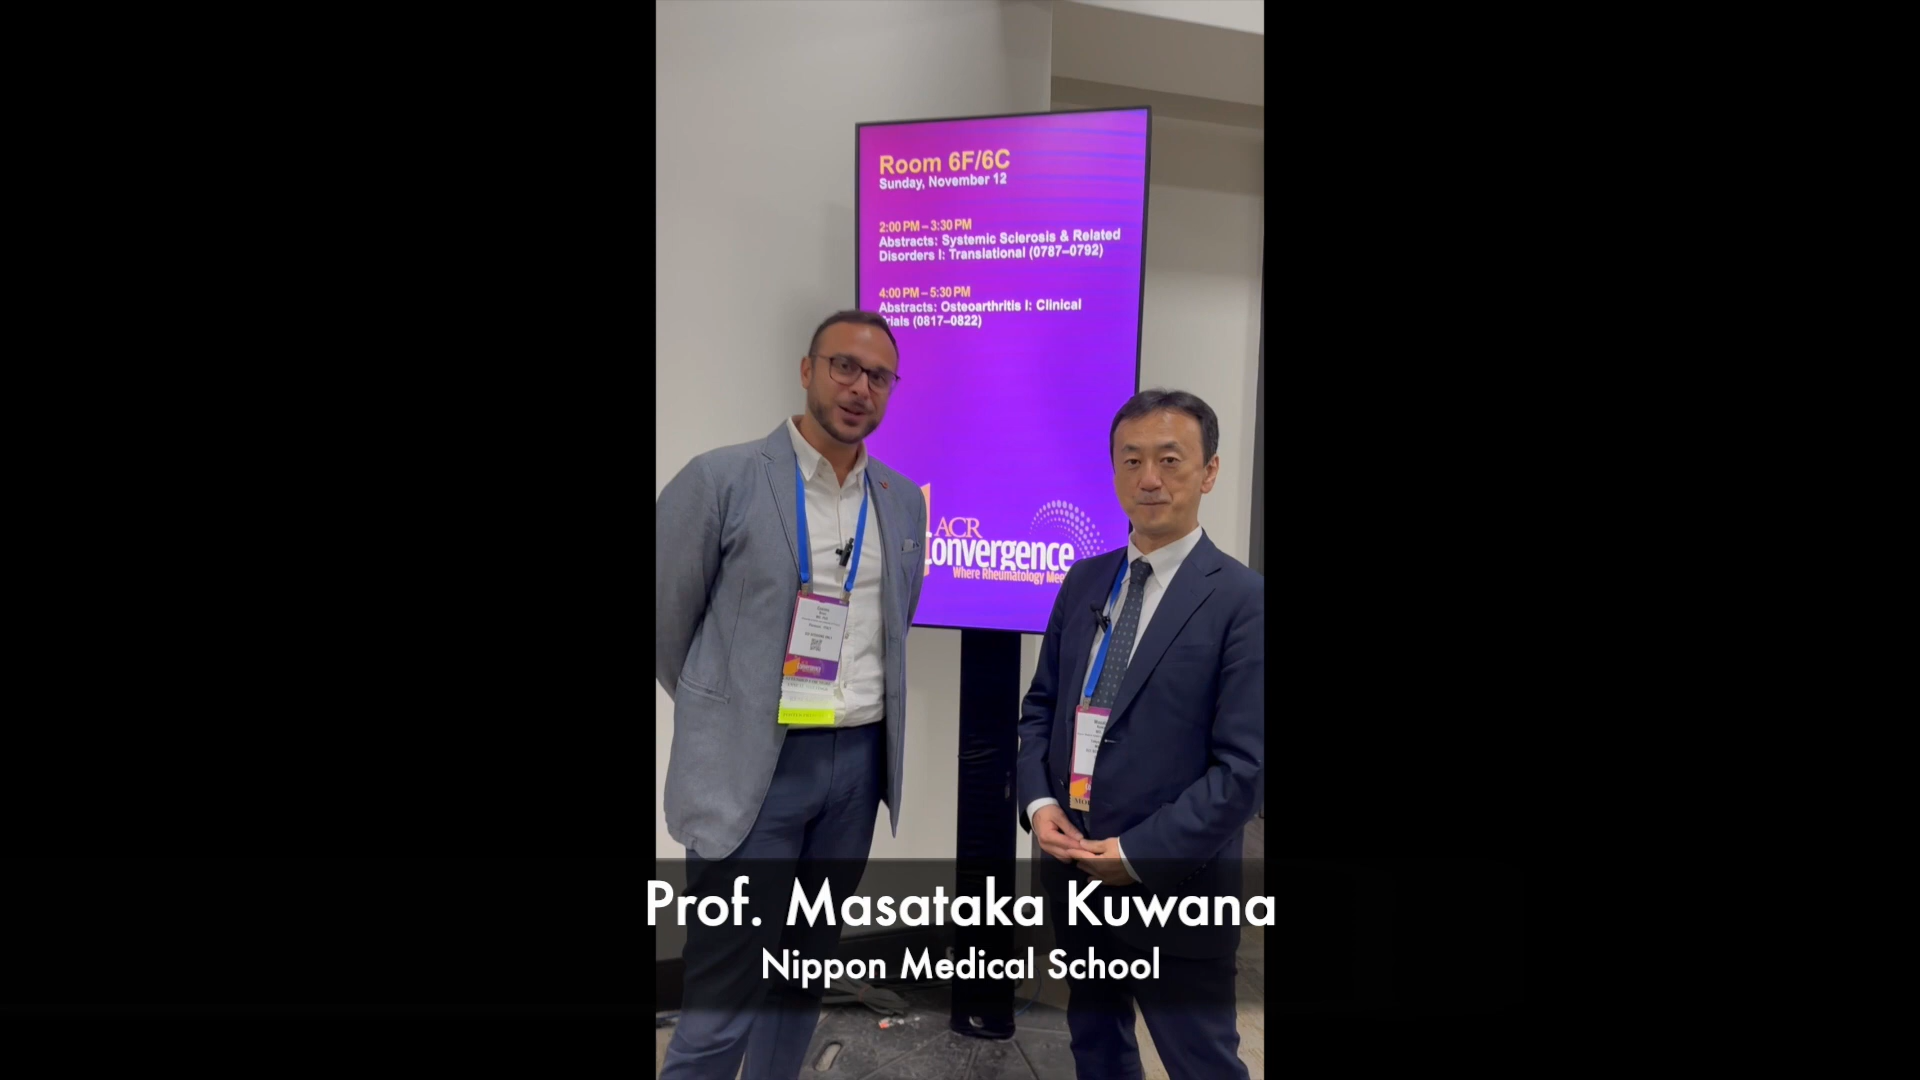 Room 6F/6C
Sunday, November 12
2:00 PM – 3:30 PM
Abstracts: Systemic Sclerosis & Related
Disorders I: Translational (0787–0792)
4:00 PM – 5:30 PM
Abstracts: Osteoarthritis I: Clinical
Trials (0817–0822)
ACR
Convergence
Where Rheumatology Mee
Prof. Masataka Kuwana
Nippon Medical School